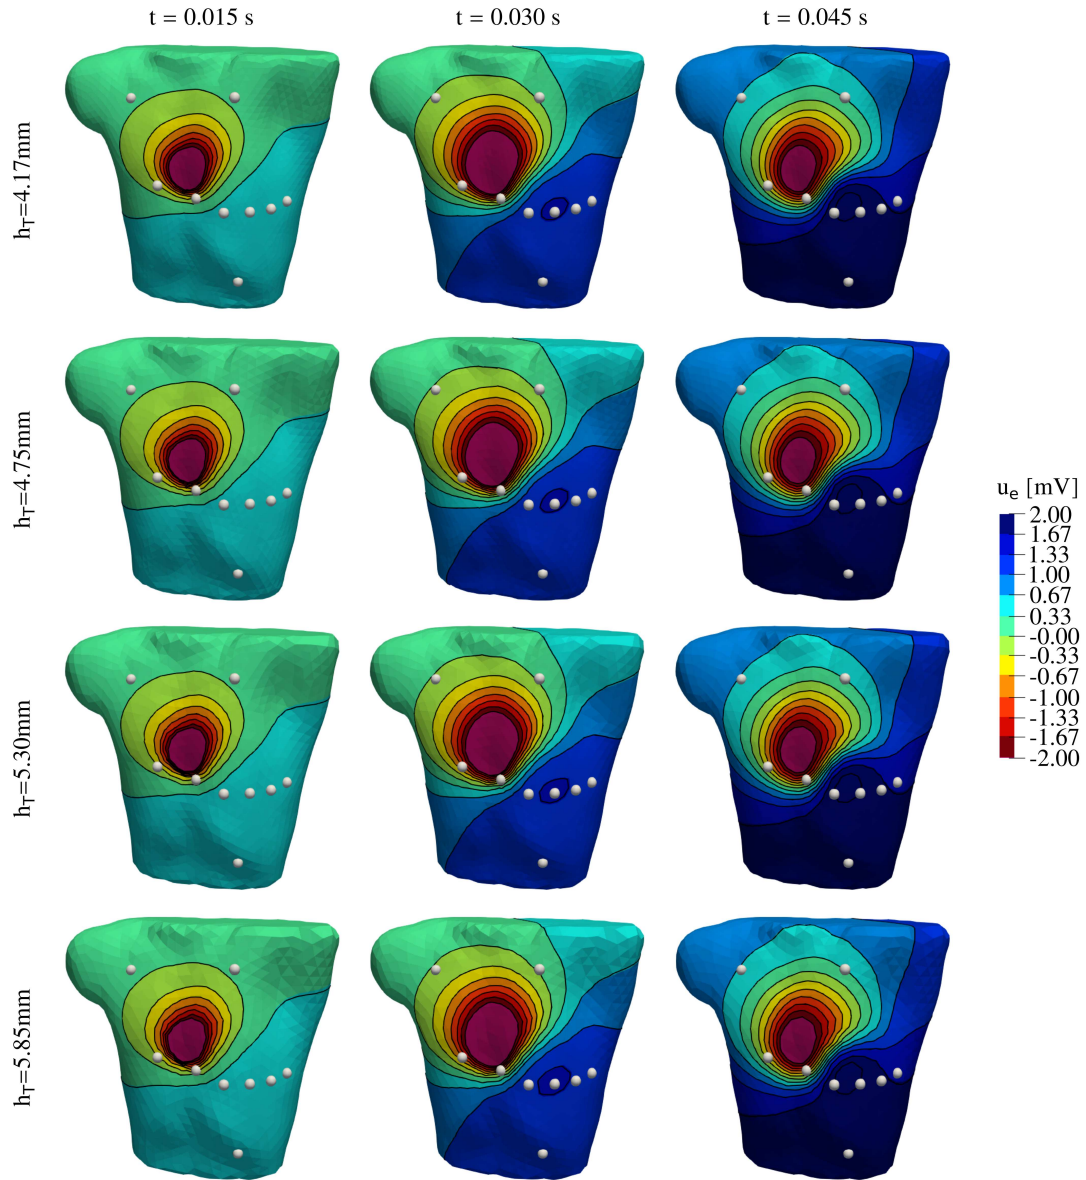 t = 0.015 s
t = 0.030 s
t = 0.045 s
h_T=4.17mm
h_T=4.75mm
h_T=5.30mm
h_T=5.85mm
u_e [mV]
2.00
1.67
1.33
1.00
0.67
0.33
-0.00
-0.33
-0.67
-1.00
-1.33
-1.67
-2.00